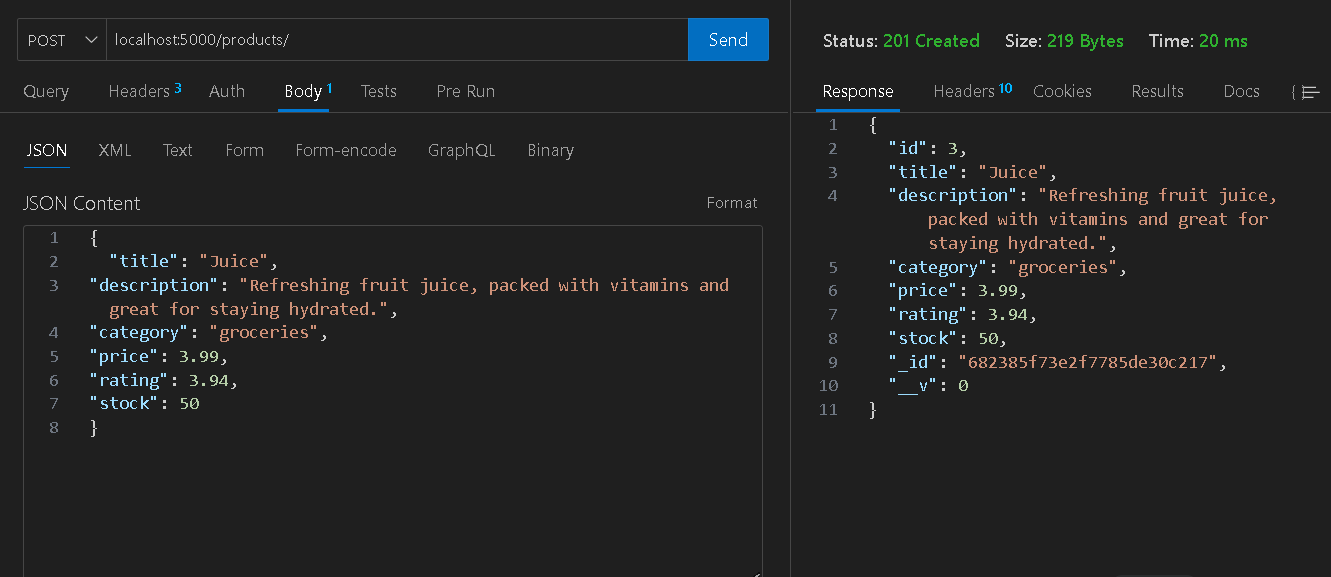 POST localhost:5000/products/ Send
Query Headers 3 Auth Body 1 Tests Pre Run
JSON XML Text Form Form-encode GraphQL Binary
JSON Content Format
1 {
2 "title": "Juice",
3 "description": "Refreshing fruit juice, packed with vitamins and
great for staying hydrated.",
4 "category": "groceries",
5 "price": 3.99,
6 "rating": 3.94,
7 "stock": 50
8 }
Status: 201 Created Size: 219 Bytes Time: 20 ms
Response Headers 10 Cookies Results Docs {
1 {
2 "id": 3,
3 "title": "Juice",
4 "description": "Refreshing fruit juice,
packed with vitamins and great for
staying hydrated.",
5 "category": "groceries",
6 "price": 3.99,
7 "rating": 3.94,
8 "stock": 50,
9 "_id": "682385f73e2f7785de30c217",
10 "__v": 0
11 }